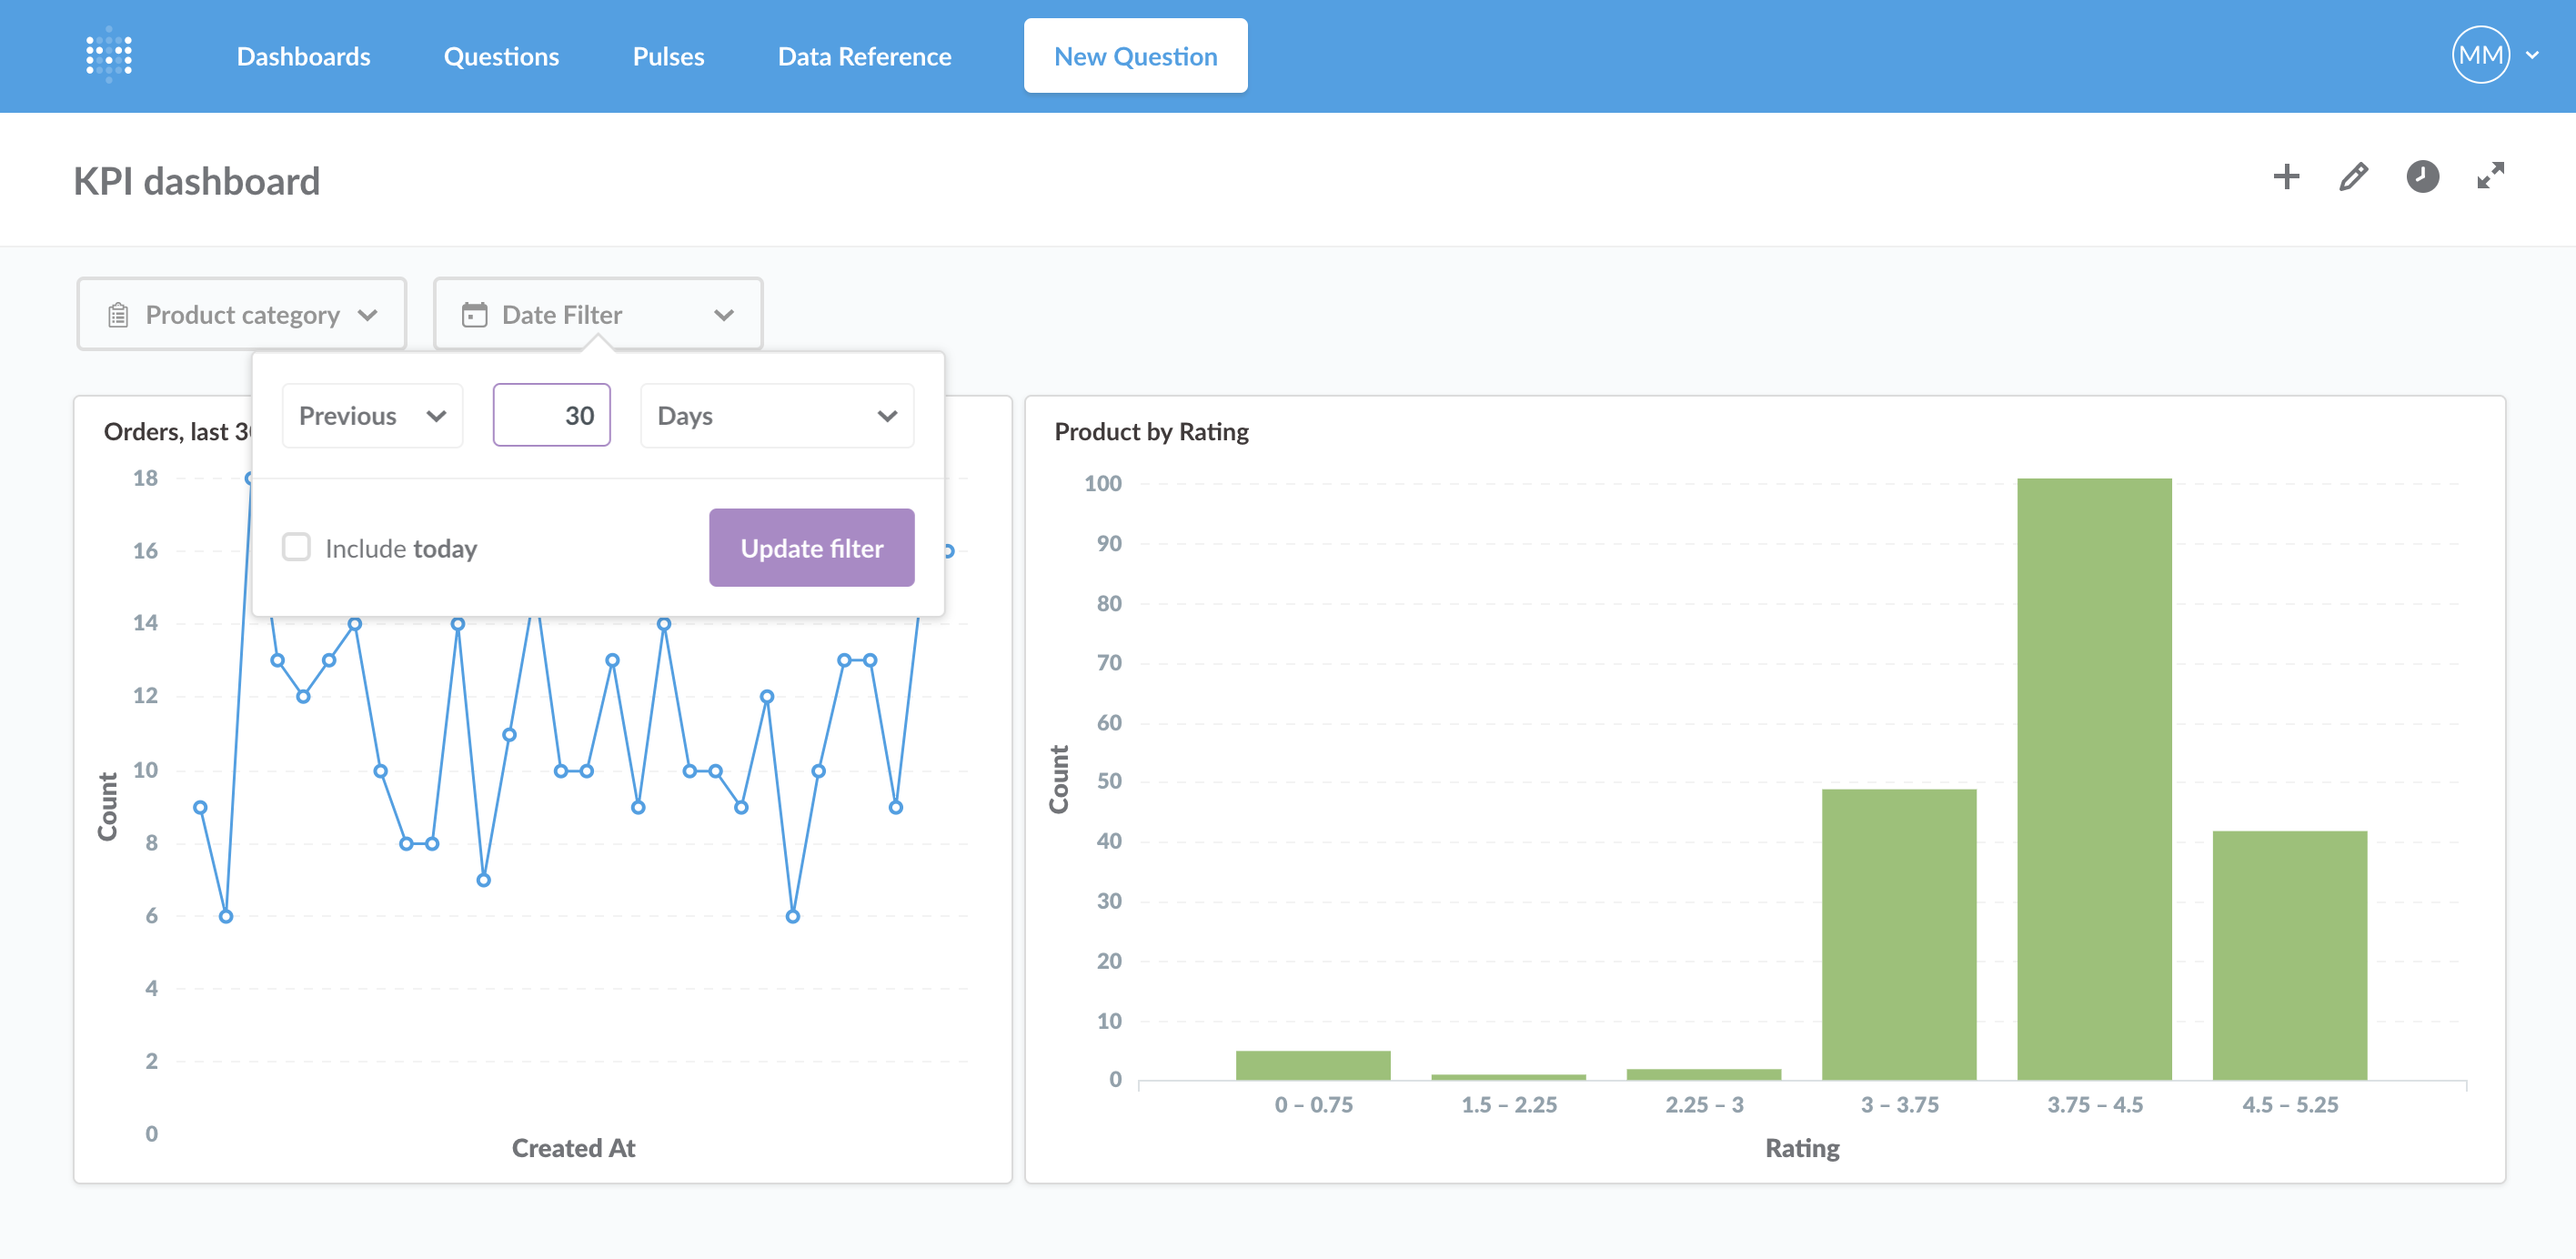 Dashboards Questions Pulses Data Reference New Question MM
KPI dashboard
Product category Date Filter
Previous 30 Days
Include today Update filter
Orders, last 3
18
16
14
12
10
8
6
4
2
0
Count
Created At
Product by Rating
100
90
80
70
60
50
40
30
20
10
0
Count
0 – 0.75 1.5 – 2.25 2.25 – 3 3 – 3.75 3.75 – 4.5 4.5 – 5.25
Rating